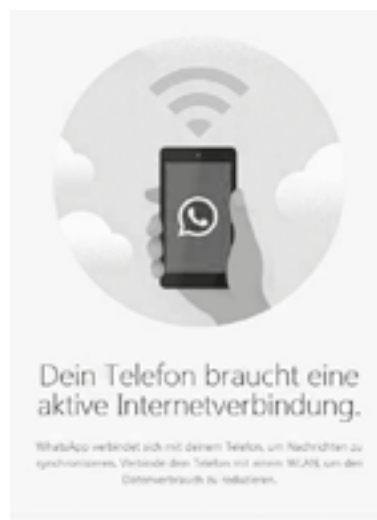 Dein Telefon braucht eine
aktive Internetverbindung.
WhatsApp verbindet sich mit deinem Telefon, um Nachrichten zu
synchronisieren. Verbinde dein Telefon mit einem WLAN, um den
Datenverbrauch zu reduzieren.